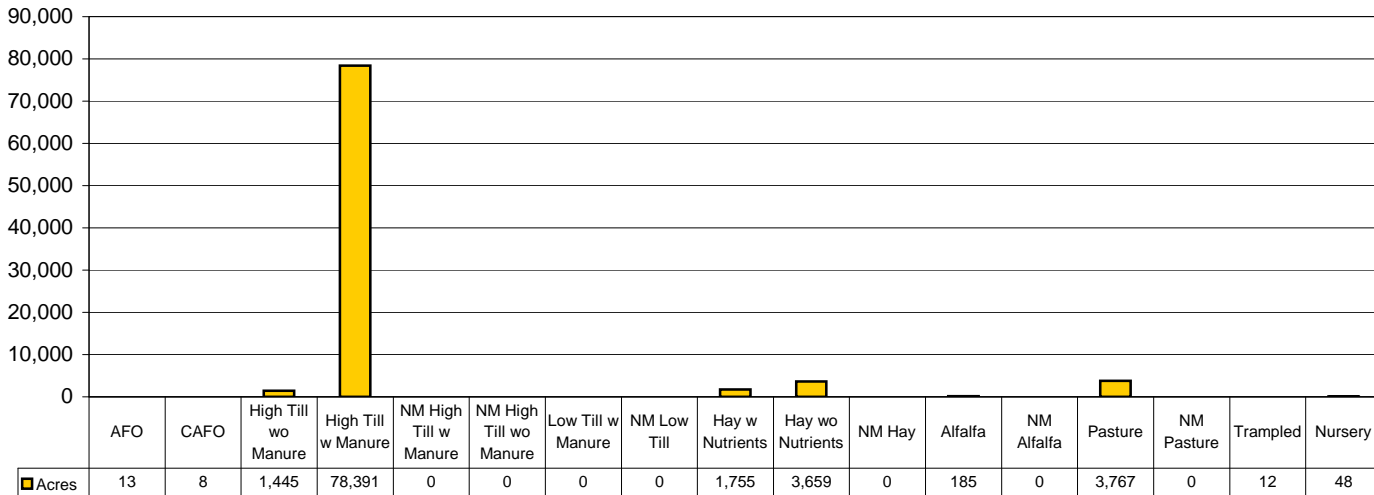 90,000
80,000
70,000
60,000
50,000
40,000
30,000
20,000
10,000
0
AFO
CAFO
High Till
wo
Manure
High Till
w Manure
NM High
Till w
Manure
NM High
Till wo
Manure
Low Till w
Manure
NM Low
Till
Hay w
Nutrients
Hay wo
Nutrients
NM Hay
Alfalfa
NM
Alfalfa
Pasture
NM
Pasture
Trampled
Nursery
Acres 13 8 1,445 78,391 0 0 0 0 1,755 3,659 0 185 0 3,767 0 12 48